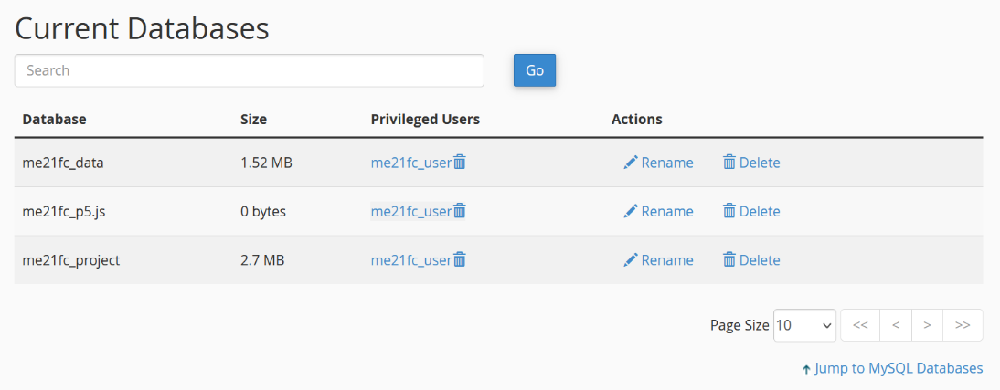 Current Databases
Search Go
Database Size Privileged Users Actions
me21fc_data 1.52 MB me21fc_user Rename Delete
me21fc_p5.js 0 bytes me21fc_user Rename Delete
me21fc_project 2.7 MB me21fc_user Rename Delete
Page Size 10 << < > >>
Jump to MySQL Databases